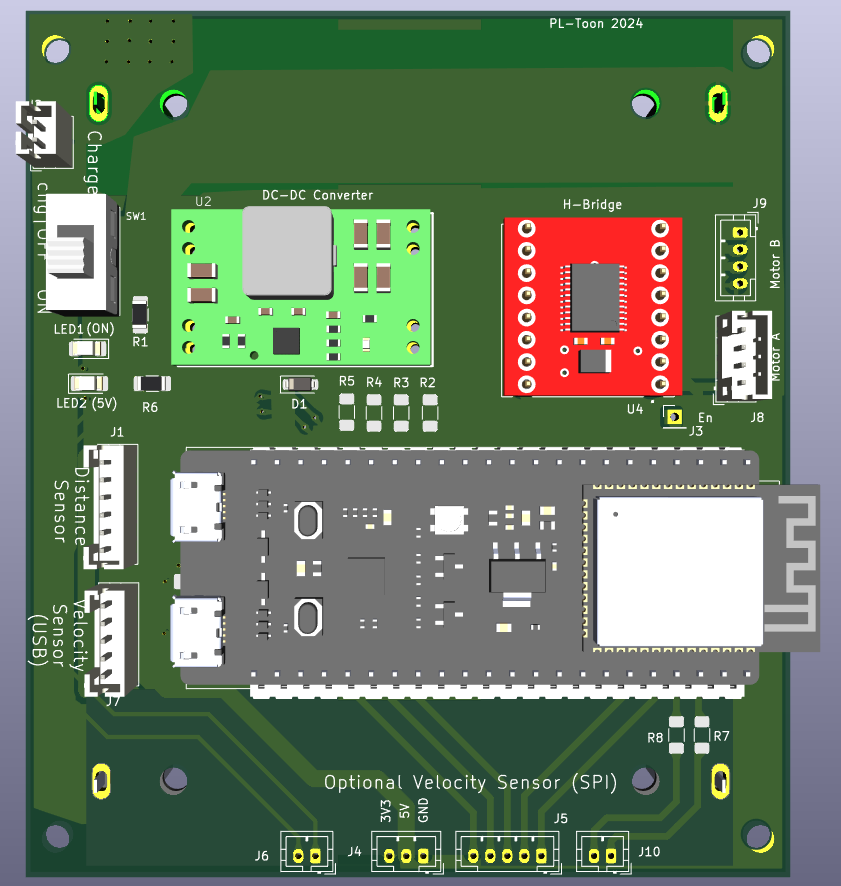 PL-Toon 2024
Charge
chg|OFF ON
SW1
U2
DC-DC Converter
H-Bridge
J9
Motor B
R1
LED1(ON)
LED2(5V)
R6
D1
R5
R4
R3
R2
U4
En
J3
Motor A
J8
J1
Distance
Sensor
Velocity
Sensor
(USB)
J7
R8
R7
Optional Velocity Sensor (SPI)
3V3
5V
GND
J6
J4
J5
J10